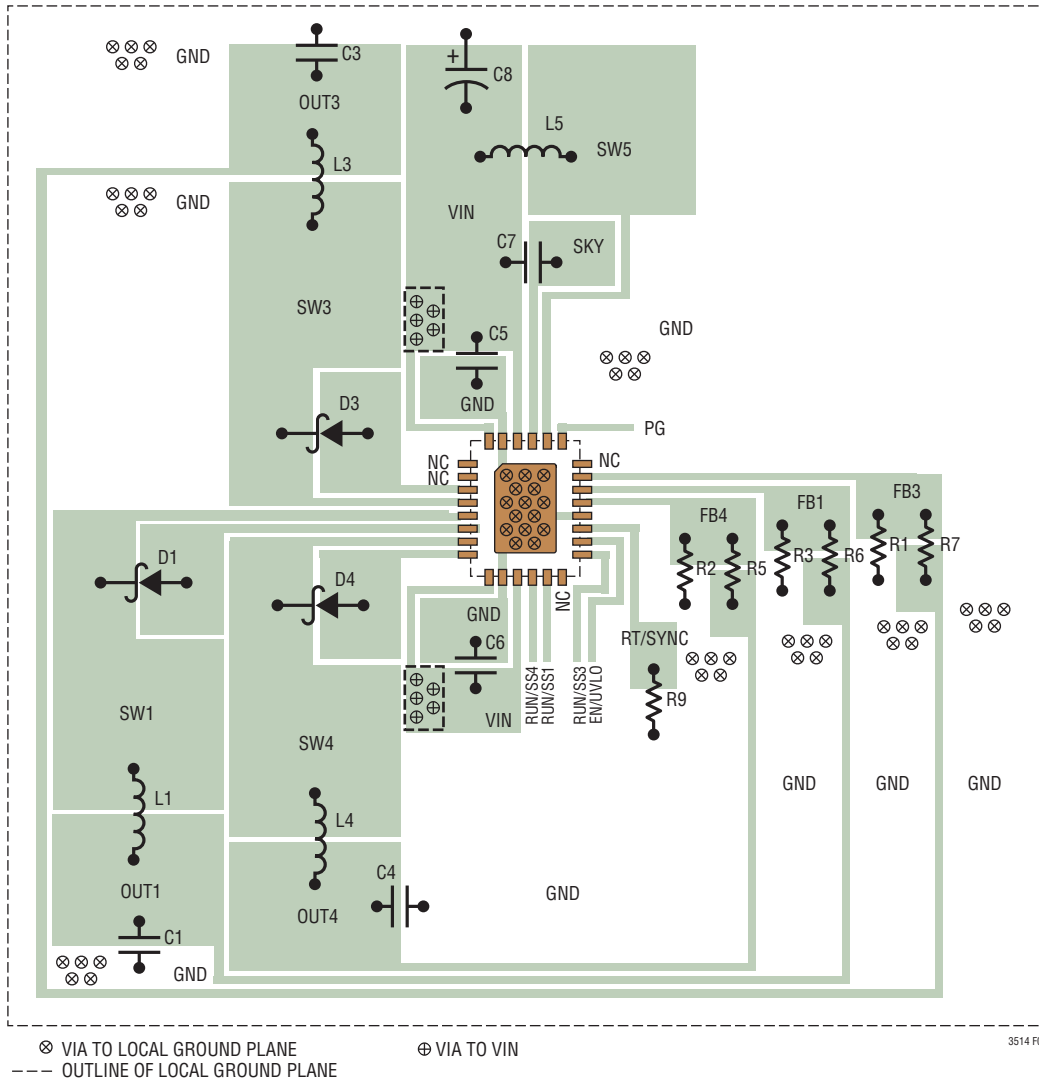 GND
C3
+
C8
OUT3
L5
SW5
L3
GND
VIN
C7
SKY
SW3
GND
C5
GND
D3
PG
NC
NC
NC
FB4
FB1
FB3
R2
R5
R3
R6
R1
R7
D1
D4
NC
GND
RT/SYNC
C6
R9
RUN/SS4
RUN/SS1
RUN/SS3
EN/UVLO
VIN
SW1
SW4
L1
L4
GND
GND
GND
C4
OUT1
OUT4
GND
C1
GND
VIA TO LOCAL GROUND PLANE
VIA TO VIN
OUTLINE OF LOCAL GROUND PLANE
3514 F0